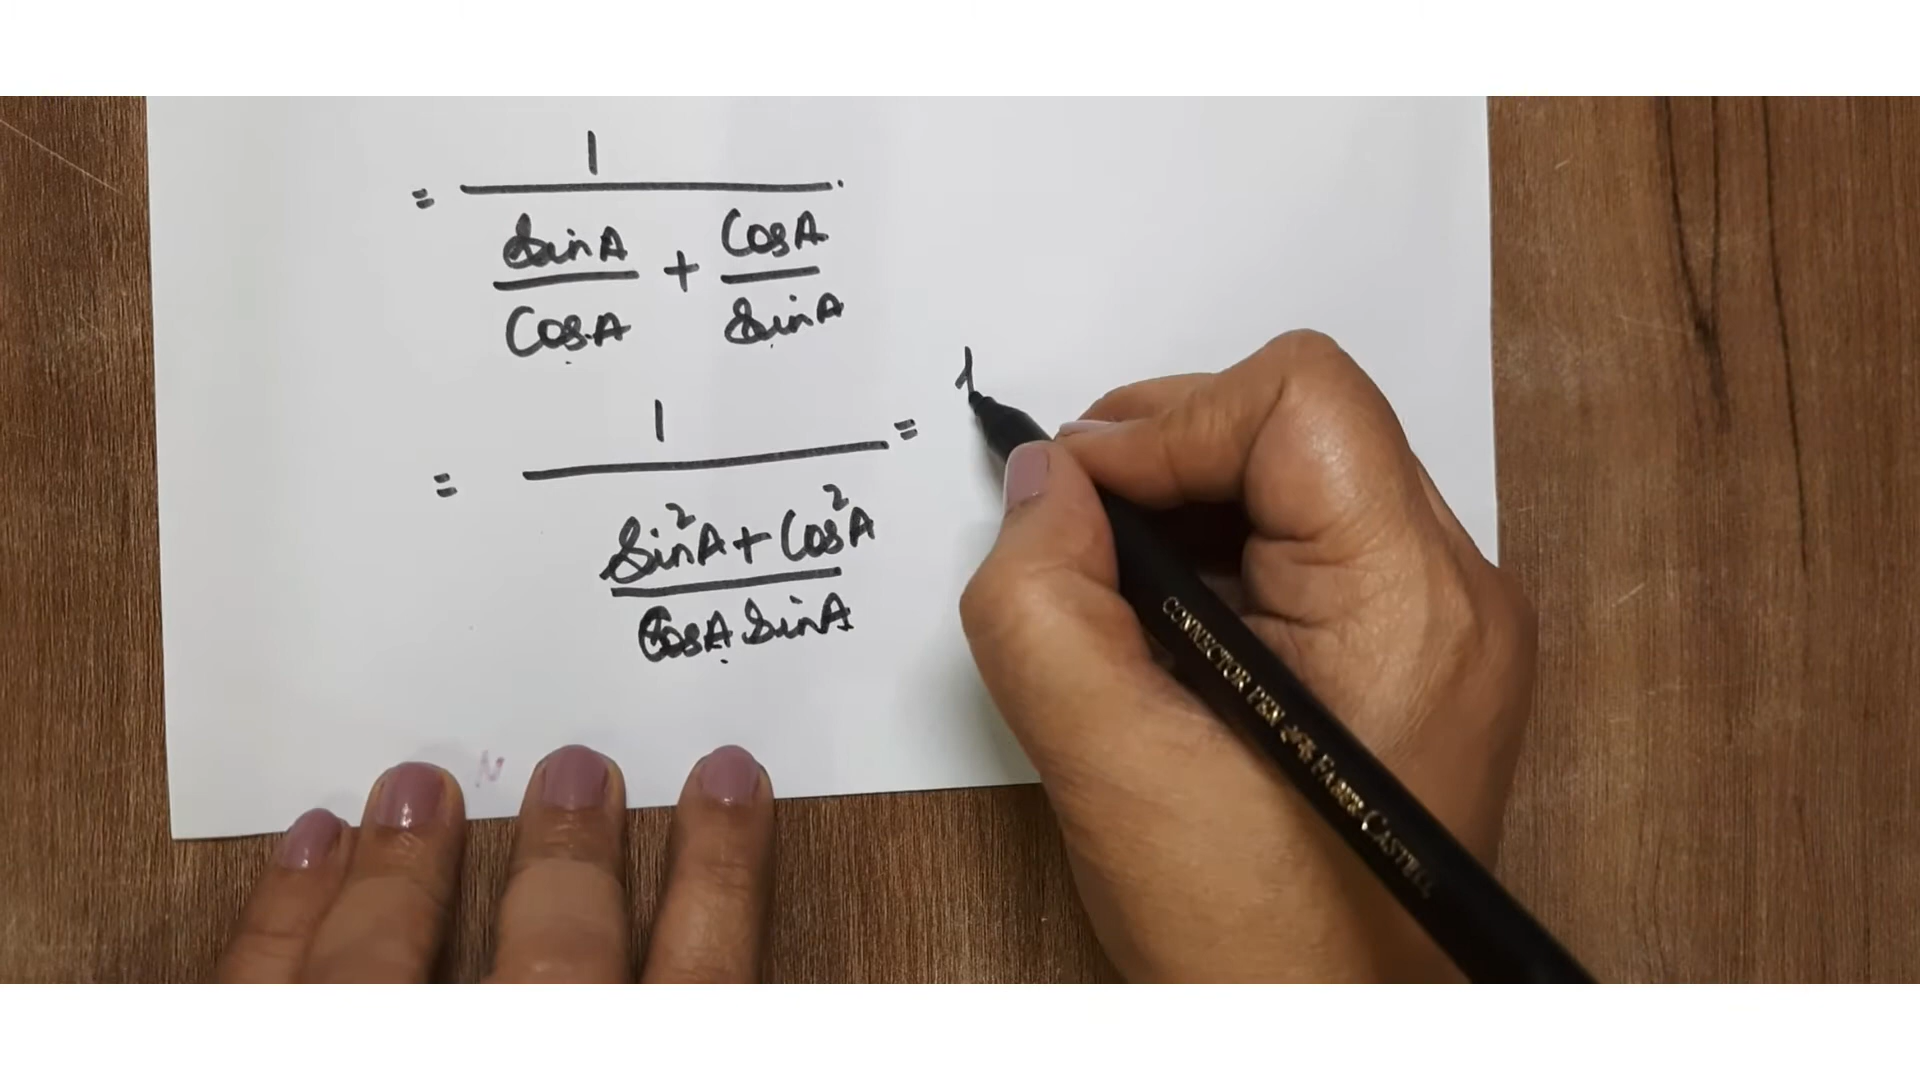 1
= ―――
SinA/CosA + CosA/SinA
1
= ――― = 1
Sin²A + Cos²A
CosA SinA
N
CONNECTOR PEN FABER-CASTELL